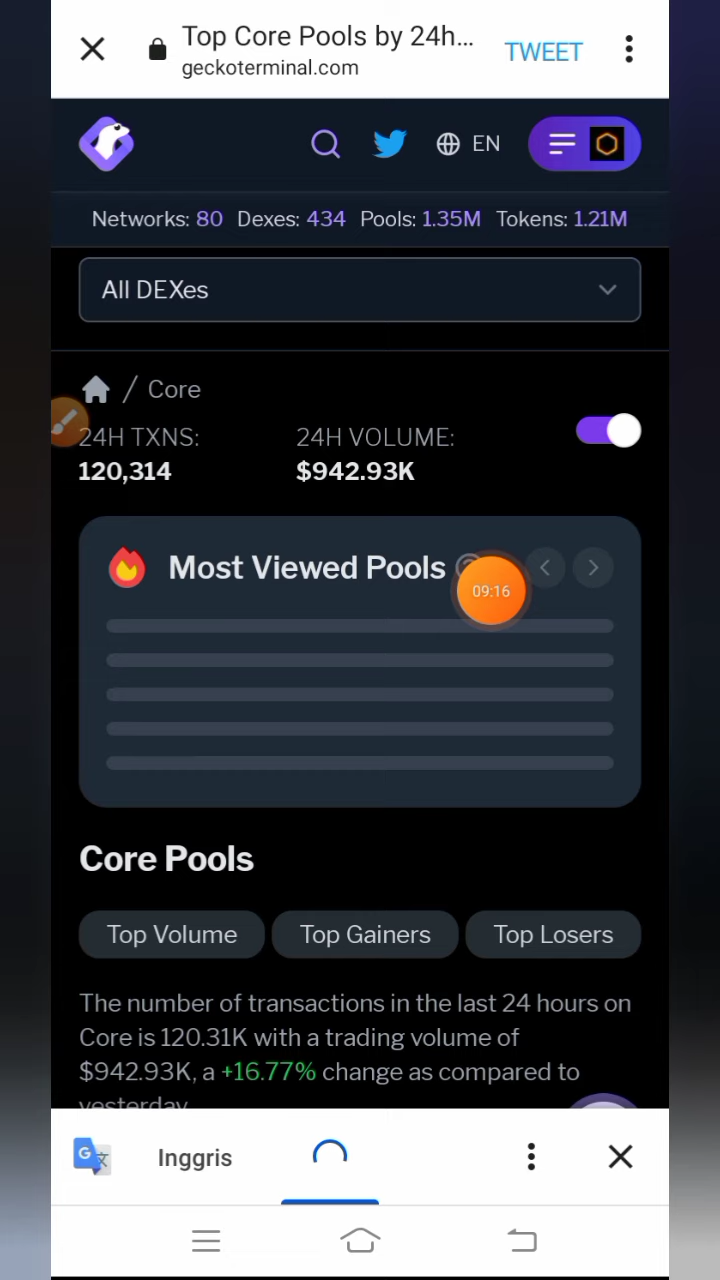 Top Core Pools by 24h...
geckoterminal.com
TWEET
EN
Networks: 80 Dexes: 434 Pools: 1.35M Tokens: 1.21M
All DEXes
/ Core
24H TXNS:
120,314
24H VOLUME:
$942.93K
Most Viewed Pools
09:16
Core Pools
Top Volume
Top Gainers
Top Losers
The number of transactions in the last 24 hours on
Core is 120.31K with a trading volume of
$942.93K, a +16.77% change as compared to
yesterday
Inggris